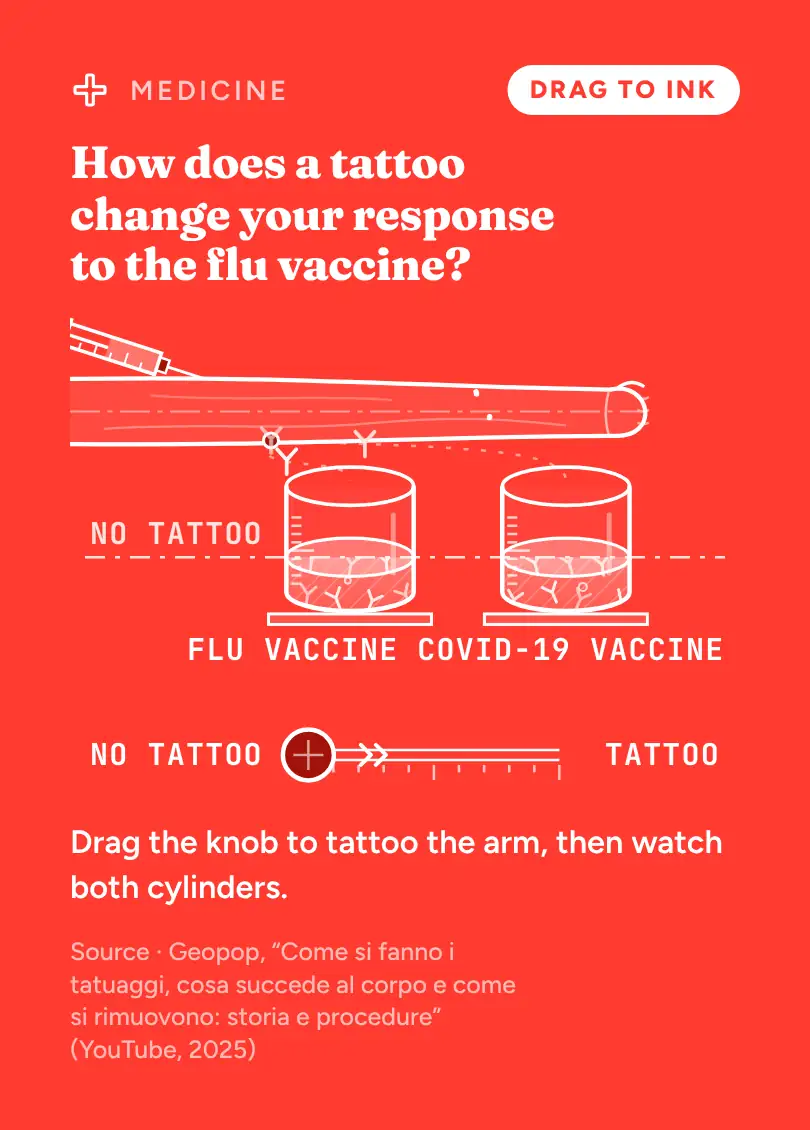 MEDICINE
DRAG TO INK
How does a tattoo
change your response
to the flu vaccine?
NO TATTOO
FLU VACCINE
COVID-19 VACCINE
NO TATTOO
TATTOO
Drag the knob to tattoo the arm, then watch
both cylinders.
Source · Geopop, “Come si fanno i
tatuaggi, cosa succede al corpo e come
si rimuovono: storia e procedure”
(YouTube, 2025)